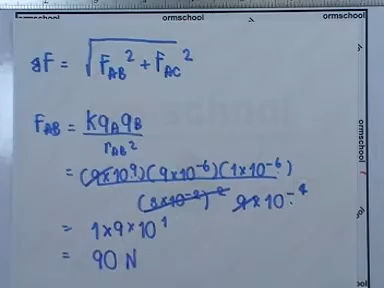 ormschool ormschool ormschool
ΣF = √F_AB² + F_AC²
F_AB = kq_Aq_B / r_AB²
= (9×10⁹)(9×10⁻⁶)(1×10⁻⁶) / (3×10⁻²)² 9×10⁻⁴
= 1×9×10¹
= 90 N
ormschool
ormschool